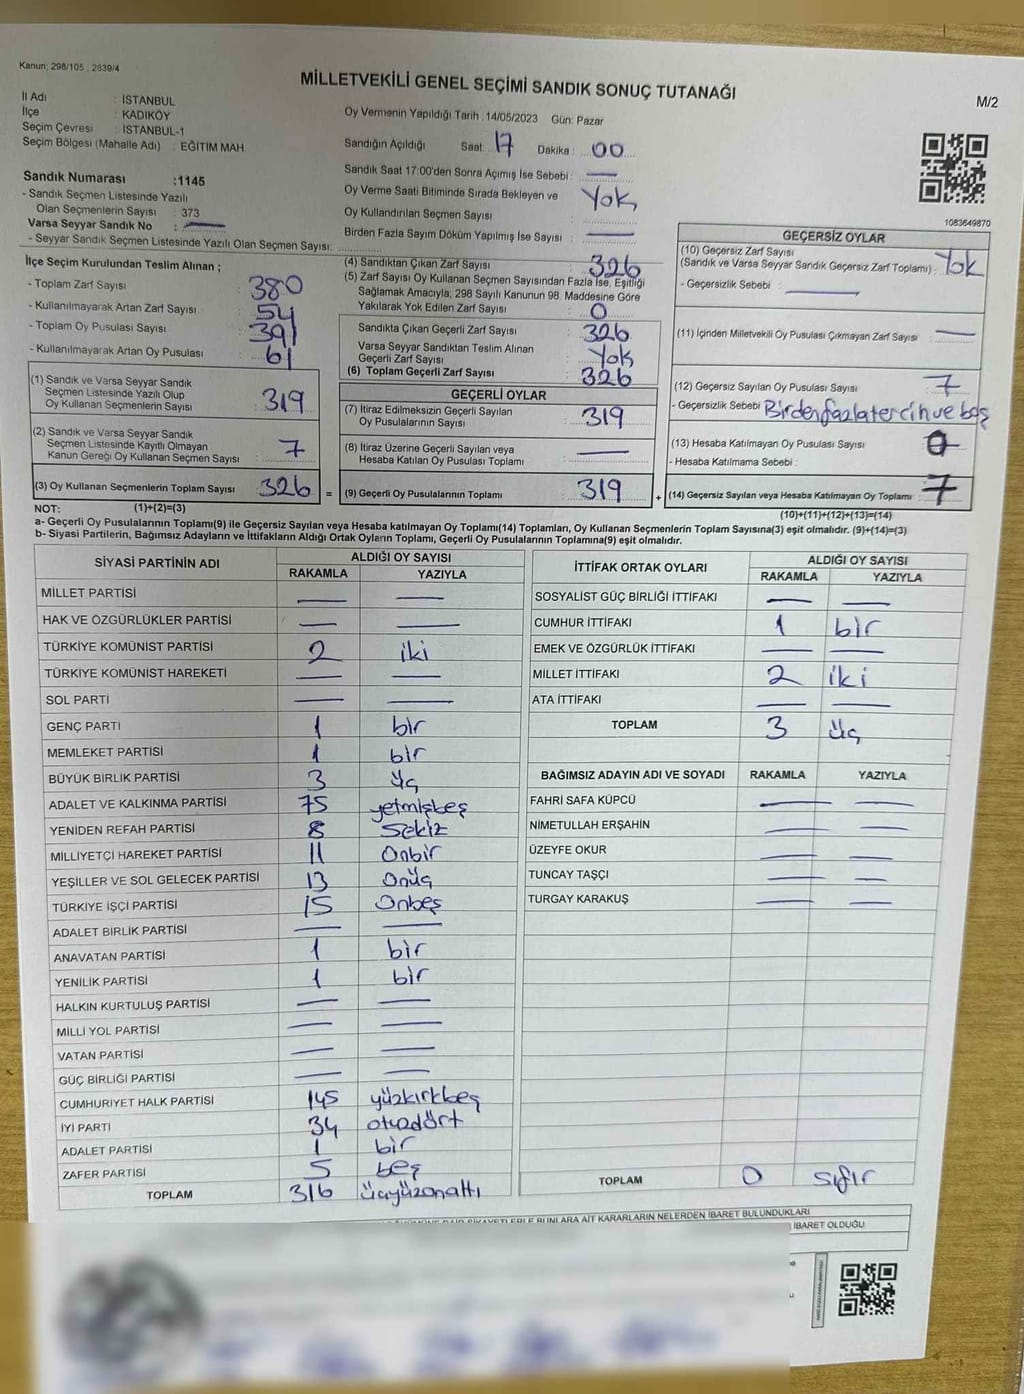 Kanun; 298/105 , 2839/4
MİLLETVEKİLİ GENEL SEÇİMİ SANDIK SONUÇ TUTANAĞI
M/2
İl Adı : İSTANBUL
İlçe : KADIKÖY
Seçim Çevresi : İSTANBUL-1
Seçim Bölgesi (Mahalle Adı) : EĞİTİM MAH.
Sandık Numarası :1145
- Sandık Seçmen Listesinde Yazılı
Olan Seçmenlerin Sayısı : 373
Varsa Seyyar Sandık No :
- Seyyar Sandık Seçmen Listesinde Yazılı Olan Seçmen Sayısı:
Oy Vermenin Yapıldığı Tarih :14/05/2023 Gün: Pazar
Sandığın Açıldığı Saat: 17 Dakika : 00
Sandık Saat 17:00'den Sonra Açımış İse Sebebi : —
Oy Verme Saati Bitiminde Sırada Bekleyen ve Yok
Oy Kullandırılan Seçmen Sayısı
Birden Fazla Sayım Döküm Yapılmış İse Sayısı : —
1083649870
İlçe Seçim Kurulundan Teslim Alınan ;
- Toplam Zarf Sayısı 380
- Kullanılmayarak Artan Zarf Sayısı 54
- Toplam Oy Pusulası Sayısı 391
- Kullanılmayarak Artan Oy Pusulası 61
(4) Sandıktan Çıkan Zarf Sayısı 326
(5) Zarf Sayısı Oy Kullanan Seçmen Sayısından Fazla İse, Eşitliği
Sağlamak Amacıyla; 298 Sayılı Kanunun 98. Maddesine Göre
Yakılarak Yok Edilen Zarf Sayısı : 0
Sandıkta Çıkan Geçerli Zarf Sayısı : 326
Varsa Seyyar Sandıktan Teslim Alınan
Geçerli Zarf Sayısı : Yok
(6) Toplam Geçerli Zarf Sayısı : 326
GEÇERSİZ OYLAR
(10) Geçersiz Zarf Sayısı
(Sandık ve Varsa Seyyar Sandık Geçersiz Zarf Toplamı) : Yok
- Geçersizlik Sebebi : —
(11) İçinden Milletvekili Oy Pusulası Çıkmayan Zarf Sayısı : —
(12) Geçersiz Sayılan Oy Pusulası Sayısı : 7
- Geçersizlik Sebebi Birden fazla tercih ve boş
(13) Hesaba Katılmayan Oy Pusulası Sayısı : 0
- Hesaba Katılmama Sebebi :
(14) Geçersiz Sayılan veya Hesaba Katılmayan Oy Toplamı : 7
(10)+(11)+(12)+(13)=(14)
(1) Sandık ve Varsa Seyyar Sandık
Seçmen Listesinde Yazılı Olup
Oy Kullanan Seçmenlerin Sayısı : 319
(2) Sandık ve Varsa Seyyar Sandık
Seçmen Listesinde Kayıtlı Olmayan
Kanun Gereği Oy Kullanan Seçmen Sayısı : 7
(3) Oy Kullanan Seçmenlerin Toplam Sayısı : 326 =
GEÇERLİ OYLAR
(7) İtiraz Edilmeksizin Geçerli Sayılan
Oy Pusulalarının Sayısı : 319
(8) İtiraz Üzerine Geçerli Sayılan veya
Hesaba Katılan Oy Pusulası Toplamı : —
(9) Geçerli Oy Pusulalarının Toplamı : 319 +
NOT: (1)+(2)=(3)
a- Geçerli Oy Pusulalarının Toplamı(9) ile Geçersiz Sayılan veya Hesaba katılmayan Oy Toplamı(14) Toplamları, Oy Kullanan Seçmenlerin Toplam Sayısına(3) eşit olmalıdır. (9)+(14)=(3)
b- Siyasi Partilerin, Bağımsız Adayların ve İttifakların Aldığı Ortak Oyların Toplamı, Geçerli Oy Pusulalarının Toplamına(9) eşit olmalıdır.
SİYASİ PARTİNİN ADI ALDIĞI OY SAYISI
RAKAMLA YAZIYLA
MİLLET PARTİSİ — —
HAK VE ÖZGÜRLÜKLER PARTİSİ — —
TÜRKİYE KOMÜNİST PARTİSİ 2 iki
TÜRKİYE KOMÜNİST HAREKETİ — —
SOL PARTİ — —
GENÇ PARTİ 1 bir
MEMLEKET PARTİSİ 1 bir
BÜYÜK BİRLİK PARTİSİ 3 üç
ADALET VE KALKINMA PARTİSİ 75 yetmişbeş
YENİDEN REFAH PARTİSİ 8 Sekiz
MİLLİYETÇİ HAREKET PARTİSİ 11 Onbir
YEŞİLLER VE SOL GELECEK PARTİSİ 13 Onüç
TÜRKİYE İŞÇİ PARTİSİ 15 Onbeş
ADALET BİRLİK PARTİSİ — —
ANAVATAN PARTİSİ 1 bir
YENİLİK PARTİSİ 1 bir
HALKIN KURTULUŞ PARTİSİ — —
MİLLİ YOL PARTİSİ — —
VATAN PARTİSİ — —
GÜÇ BİRLİĞİ PARTİSİ — —
CUMHURİYET HALK PARTİSİ 145 yüzkırkbeş
İYİ PARTİ 34 otuzdört
ADALET PARTİSİ 1 bir
ZAFER PARTİSİ 5 beş
TOPLAM 316 üçyüzonaltı
İTTİFAK ORTAK OYLARI ALDIĞI OY SAYISI
RAKAMLA YAZIYLA
SOSYALİST GÜÇ BİRLİĞİ İTTİFAKI — —
CUMHUR İTTİFAKI 1 bir
EMEK VE ÖZGÜRLÜK İTTİFAKI — —
MİLLET İTTİFAKI 2 iki
ATA İTTİFAKI — —
TOPLAM 3 üç
BAĞIMSIZ ADAYIN ADI VE SOYADI RAKAMLA YAZIYLA
FAHRİ SAFA KÜPCÜ — —
NİMETULLAH ERŞAHİN — —
ÜZEYFE OKUR — —
TUNCAY TAŞÇI — —
TURGAY KARAKUŞ — —
TOPLAM 0 sıfır
ŞİKAYETLERLE BUNLARA AİT KARARLARIN NELERDEN İBARET BULUNDUKLARI
İBARET OLDUĞU